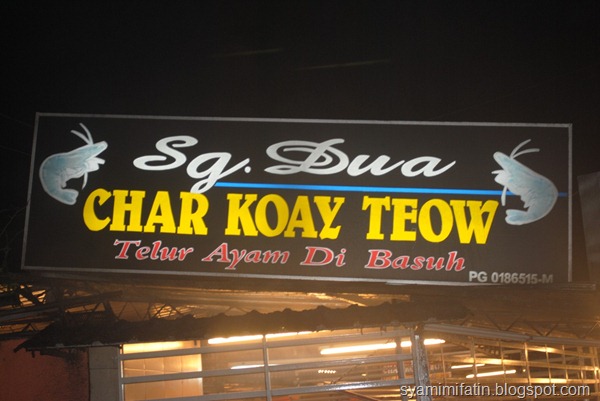 Sg. Dua
CHAR KOAY TEOW
Telur Ayam Di Basuh
PG 0186515-M
syamimifatin.blogspot.com